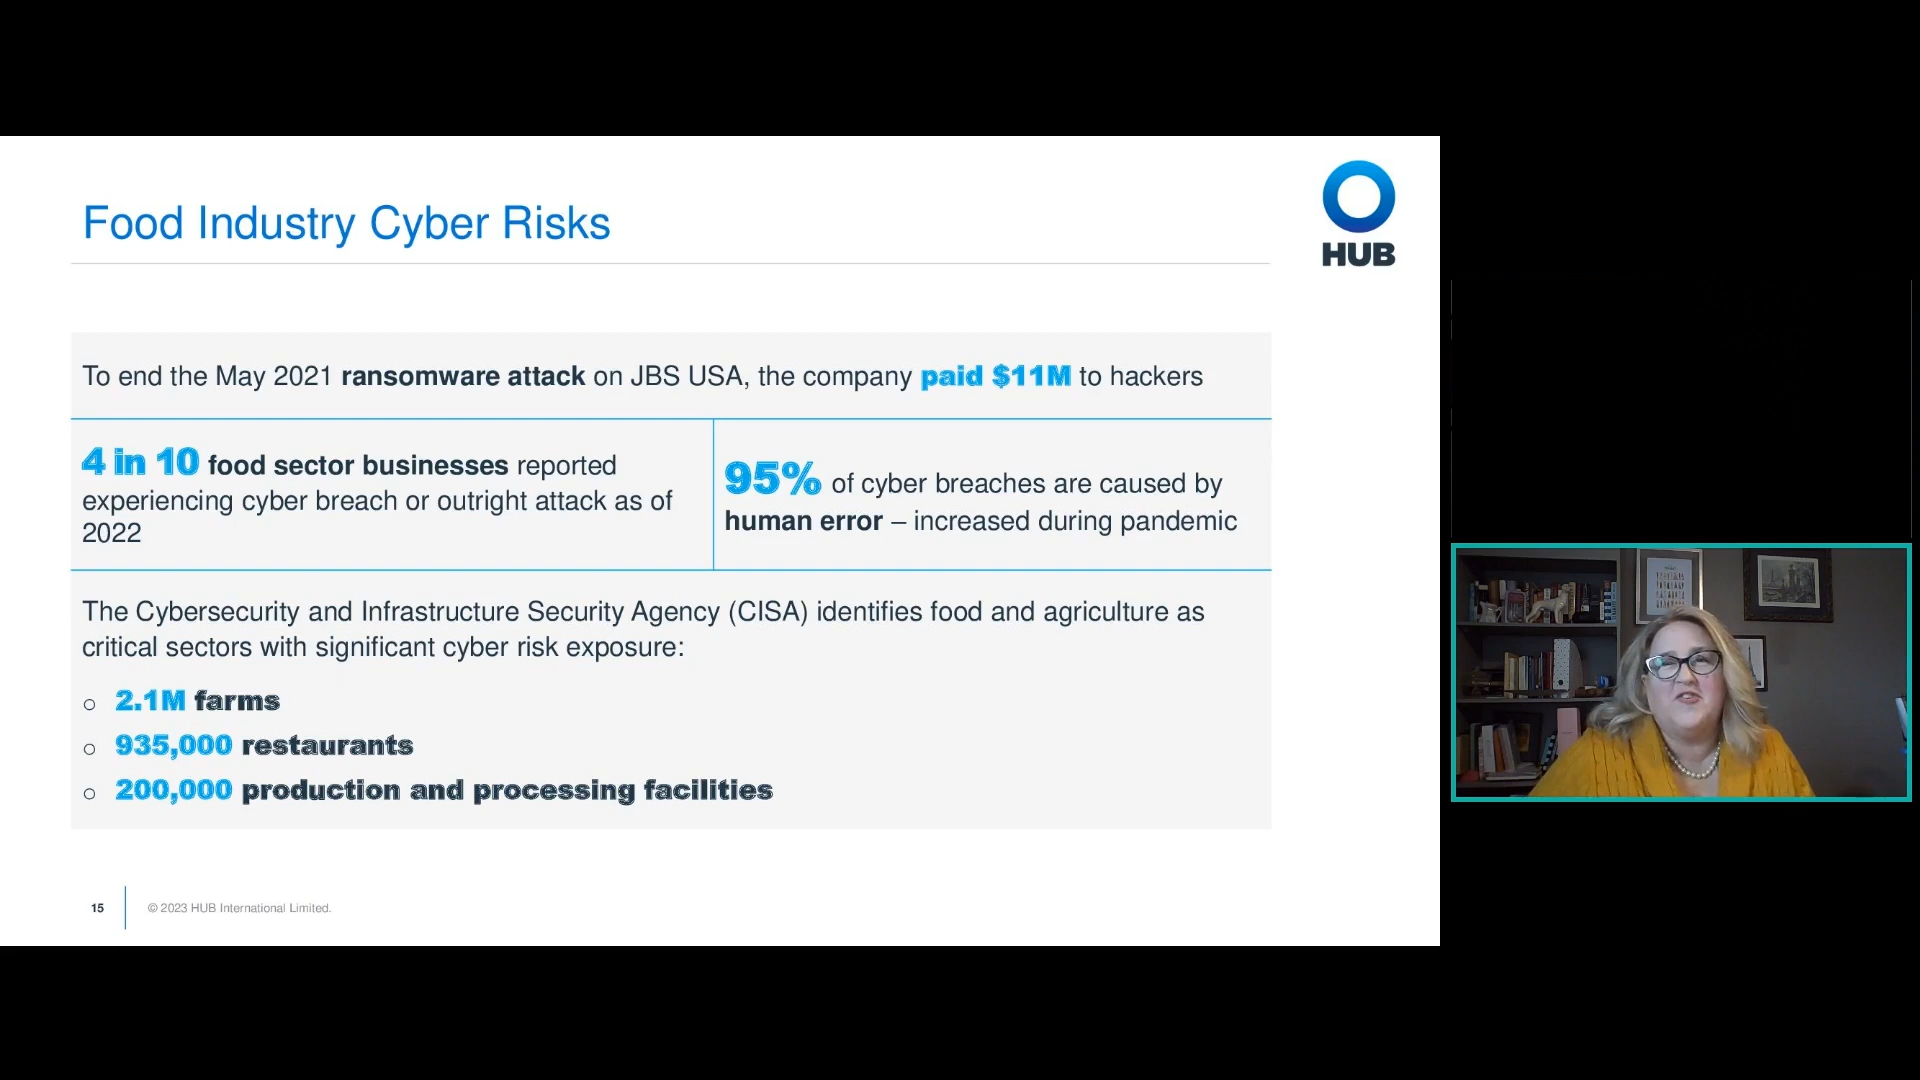 Food Industry Cyber Risks
HUB
To end the May 2021 ransomware attack on JBS USA, the company paid $11M to hackers
4 in 10 food sector businesses reported
experiencing cyber breach or outright attack as of
2022
95% of cyber breaches are caused by
human error – increased during pandemic
The Cybersecurity and Infrastructure Security Agency (CISA) identifies food and agriculture as
critical sectors with significant cyber risk exposure:
○ 2.1M farms
○ 935,000 restaurants
○ 200,000 production and processing facilities
15
© 2023 HUB International Limited.